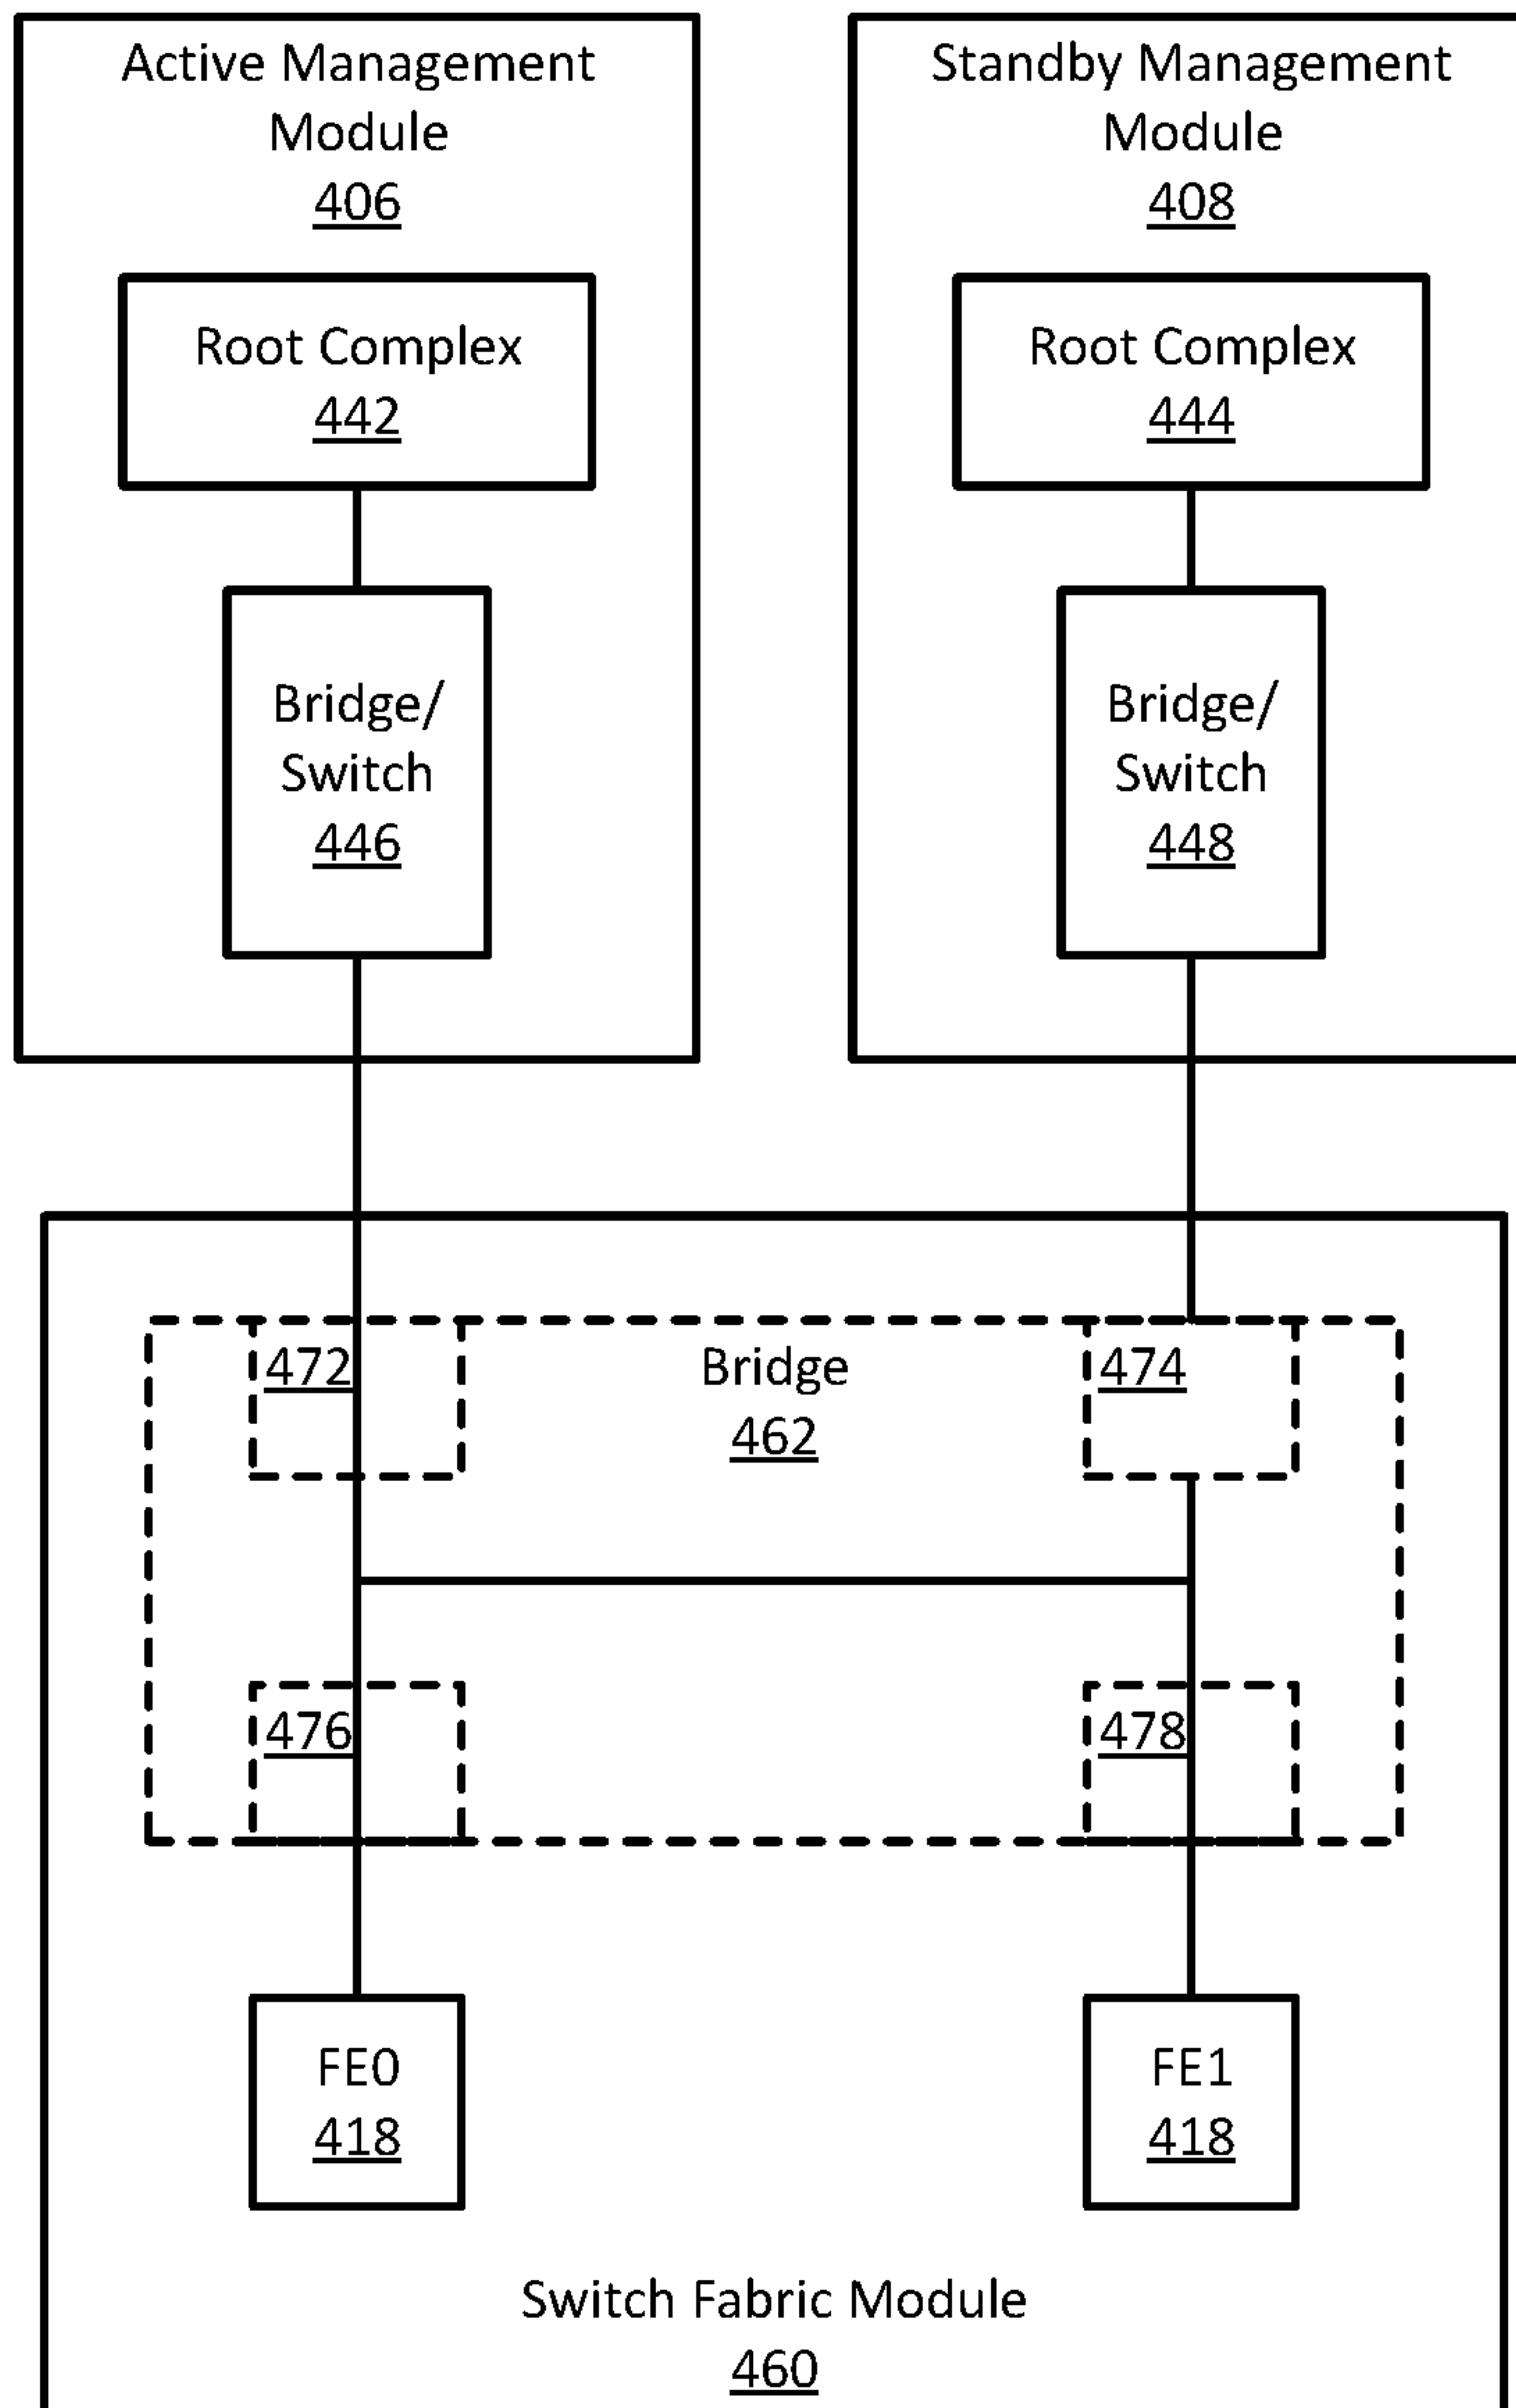 Active Management
Module
406
Root Complex
442
Bridge/
Switch
446
Standby Management
Module
408
Root Complex
444
Bridge/
Switch
448
472
Bridge
462
474
476
478
FE0
418
FE1
418
Switch Fabric Module
460